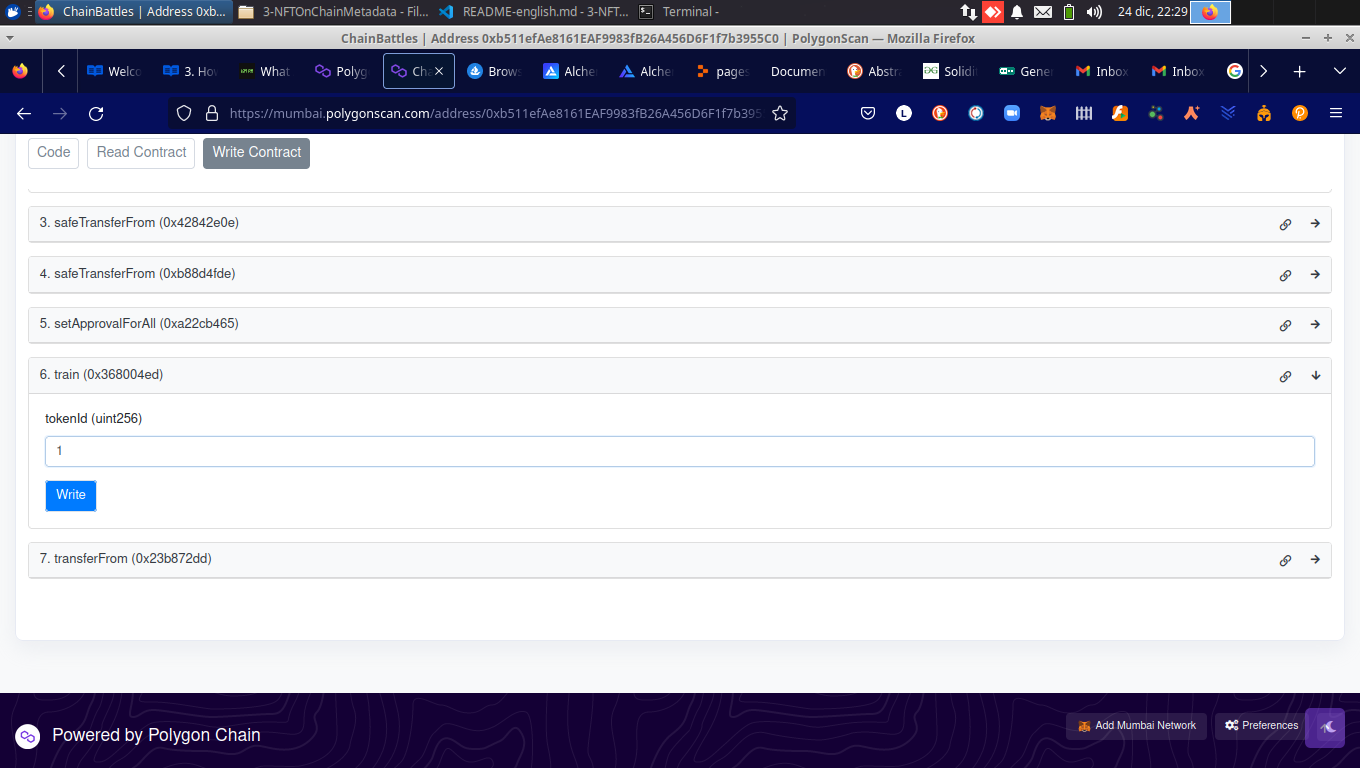 ChainBattles | Address 0xb...
3-NFTOnChainMetadata - Fil...
README-english.md - 3-NFT...
Terminal -
24 dic, 22:29
ChainBattles | Address 0xb511efAe8161EAF9983fB26A456D6F1f7b3955C0 | PolygonScan — Mozilla Firefox
Welco
3. Hov
What
Polyg
Cha
Brows
Alche
Alche
pages
Documen
Abstra
Solidi
Gener
Inbox
Inbox
https://mumbai.polygonscan.com/address/0xb511efAe8161EAF9983fB26A456D6F1f7b395
Code
Read Contract
Write Contract
3. safeTransferFrom (0x42842e0e)
4. safeTransferFrom (0xb88d4fde)
5. setApprovalForAll (0xa22cb465)
6. train (0x368004ed)
tokenId (uint256)
1
Write
7. transferFrom (0x23b872dd)
Powered by Polygon Chain
Add Mumbai Network
Preferences